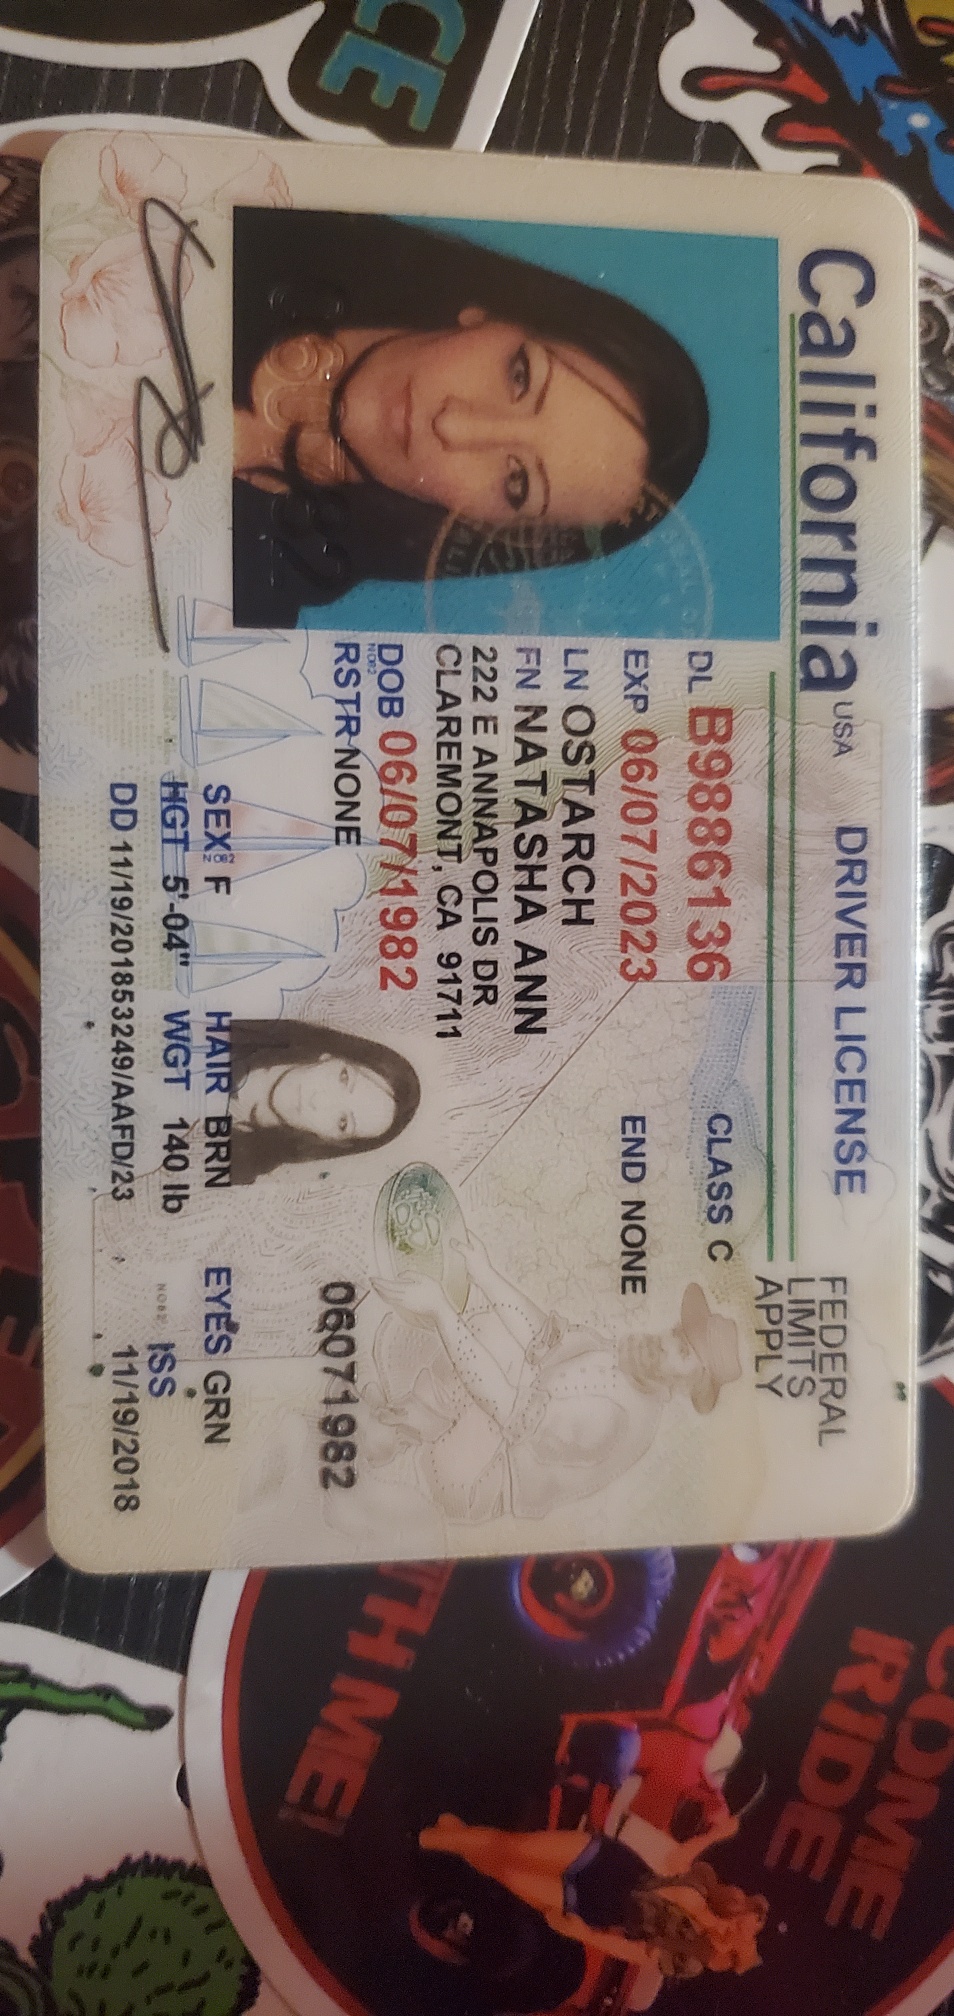 California USA DRIVER LICENSE
FEDERAL
LIMITS
APPLY
DL B9886136 CLASS C
EXP 06/07/2023 END NONE
LN OSTARCH
FN NATASHA ANN
222 E ANNAPOLIS DR
CLAREMONT, CA 91711
DOB 06/07/1982
RSTR NONE 06071982
SEX F HAIR BRN EYES GRN
HGT 5'-04" WGT 140 lb ISS
DD 11/19/201853249/AAFD/23 11/19/2018
CE
COME
RIDE